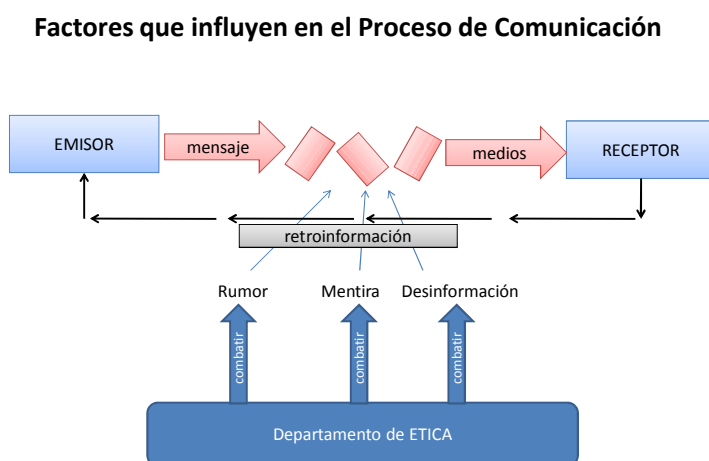 Factores que influyen en el Proceso de Comunicación
EMISOR
mensaje
medios
RECEPTOR
retroinformación
Rumor
Mentira
Desinformación
combatir
combatir
combatir
Departamento de ETICA